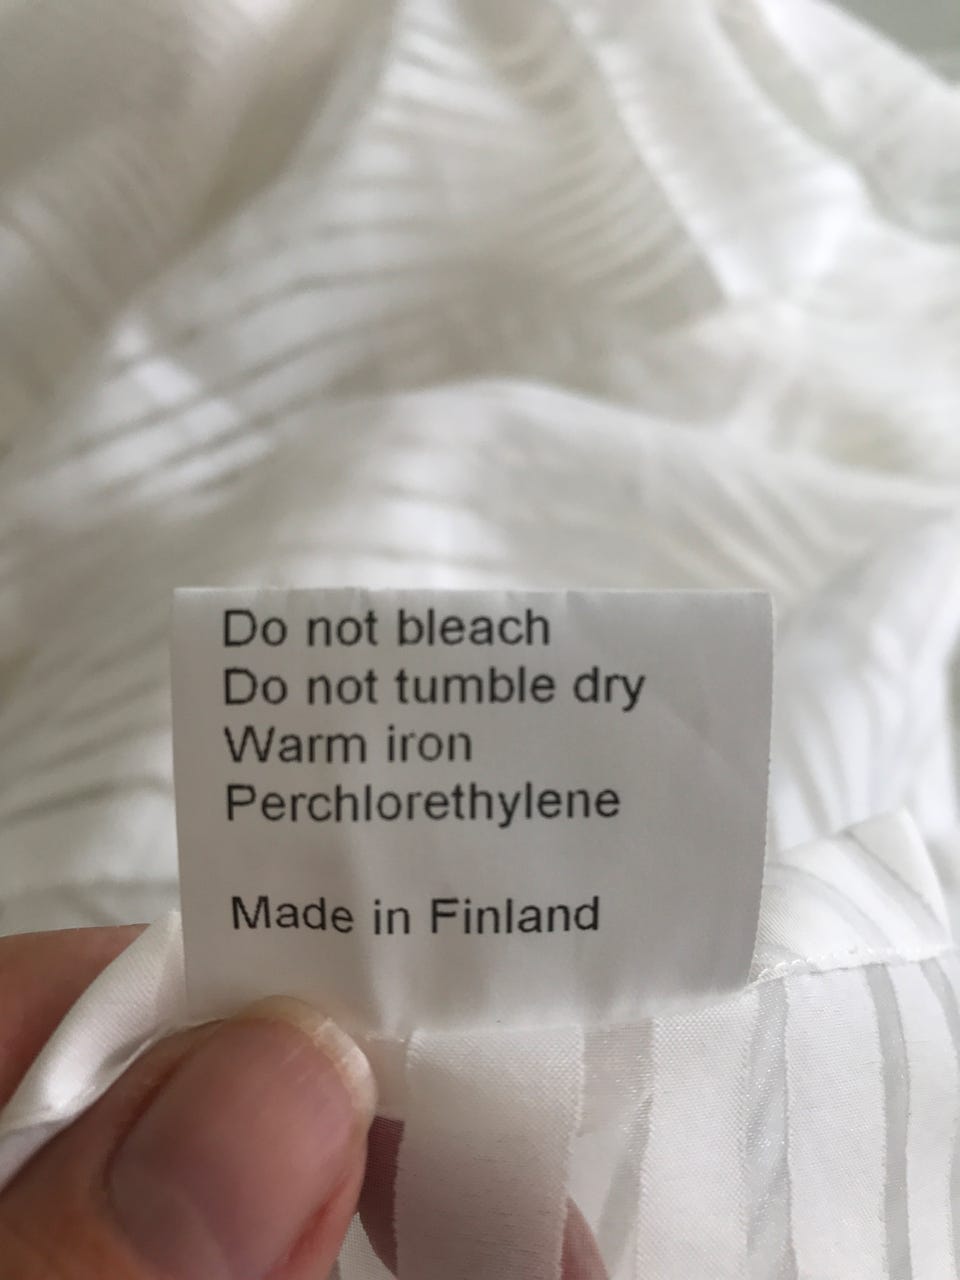 Do not bleach
Do not tumble dry
Warm iron
Perchlorethylene
Made in Finland